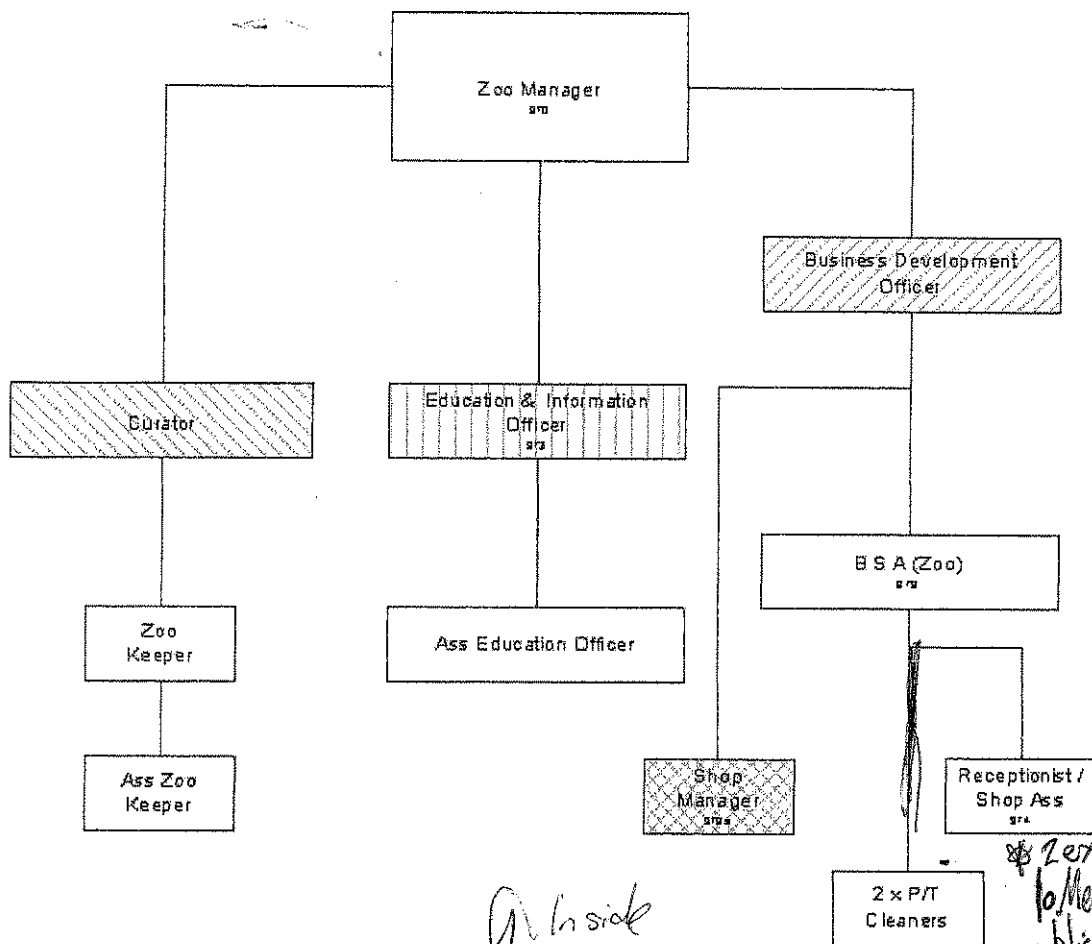 Zoo Manager
Business Development
Officer
Curator
Education & Information
Officer
B S A (Zoo)
Zoo
Keeper
Ass Education Officer
Ass Zoo
Keeper
Shop
Manager
Receptionist /
Shop Ass
2 x P/T
Cleaners
Inside